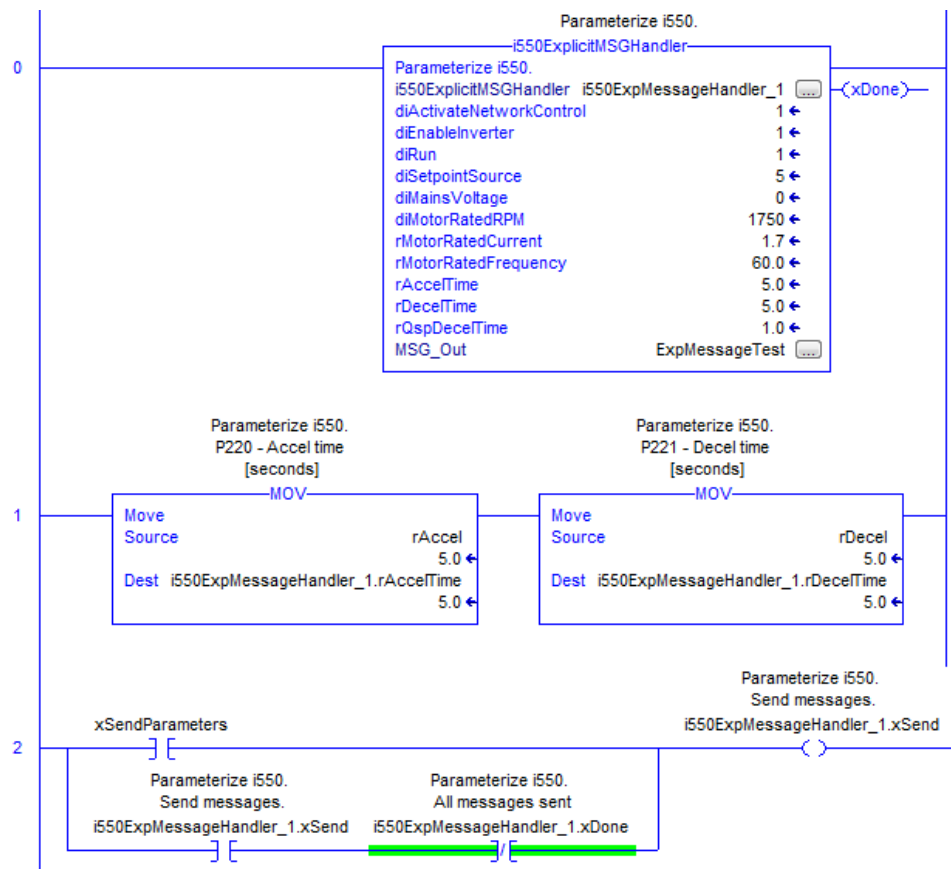 Parameterize i550.
i550ExplicitMSGHandler
0
Parameterize i550.
i550ExplicitMSGHandler i550ExpMessageHandler_1 ... xDone
diActivateNetworkControl 1
diEnableInverter 1
diRun 1
diSetpointSource 5
diMainsVoltage 0
diMotorRatedRPM 1750
rMotorRatedCurrent 1.7
rMotorRatedFrequency 60.0
rAccelTime 5.0
rDecelTime 5.0
rQspDecelTime 1.0
MSG_Out ExpMessageTest ...
Parameterize i550.
P220 - Accel time
[seconds]
MOV
1
Move
Source rAccel
5.0
Dest i550ExpMessageHandler_1.rAccelTime
5.0
Parameterize i550.
P221 - Decel time
[seconds]
MOV
Move
Source rDecel
5.0
Dest i550ExpMessageHandler_1.rDecelTime
5.0
Parameterize i550.
Send messages.
i550ExpMessageHandler_1.xSend
2
xSendParameters
Parameterize i550.
Send messages.
i550ExpMessageHandler_1.xSend
Parameterize i550.
All messages sent
i550ExpMessageHandler_1.xDone